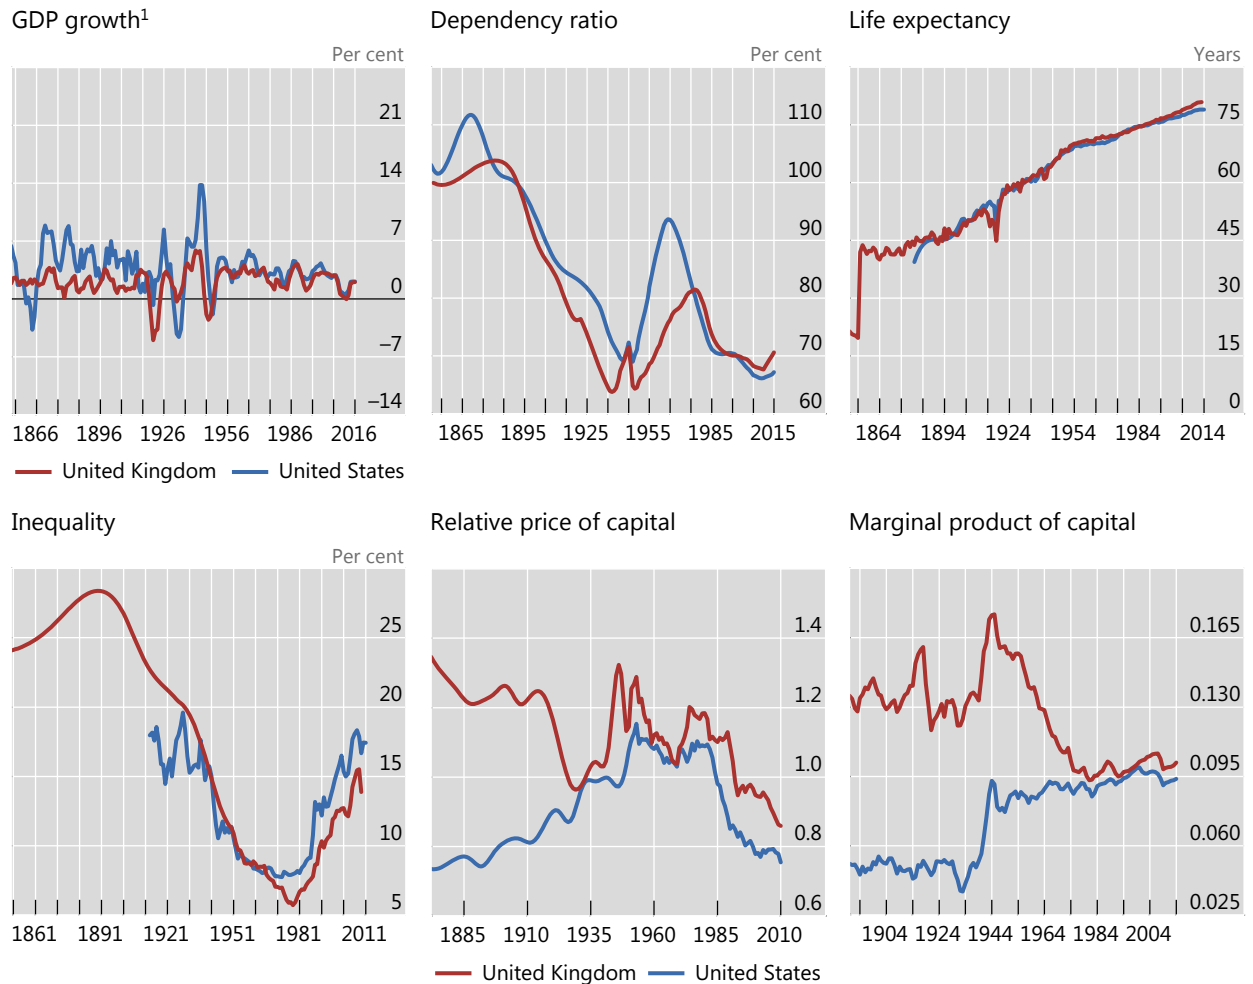 GDP growth1
Per cent
21
14
7
0
–7
–14
1866 1896 1926 1956 1986 2016
Dependency ratio
Per cent
110
100
90
80
70
60
1865 1895 1925 1955 1985 2015
Life expectancy
Years
75
60
45
30
15
0
1864 1894 1924 1954 1984 2014
United Kingdom United States
Inequality
Per cent
25
20
15
10
5
1861 1891 1921 1951 1981 2011
Relative price of capital
1.4
1.2
1.0
0.8
0.6
1885 1910 1935 1960 1985 2010
Marginal product of capital
0.165
0.130
0.095
0.060
0.025
1904 1924 1944 1964 1984 2004
United Kingdom United States